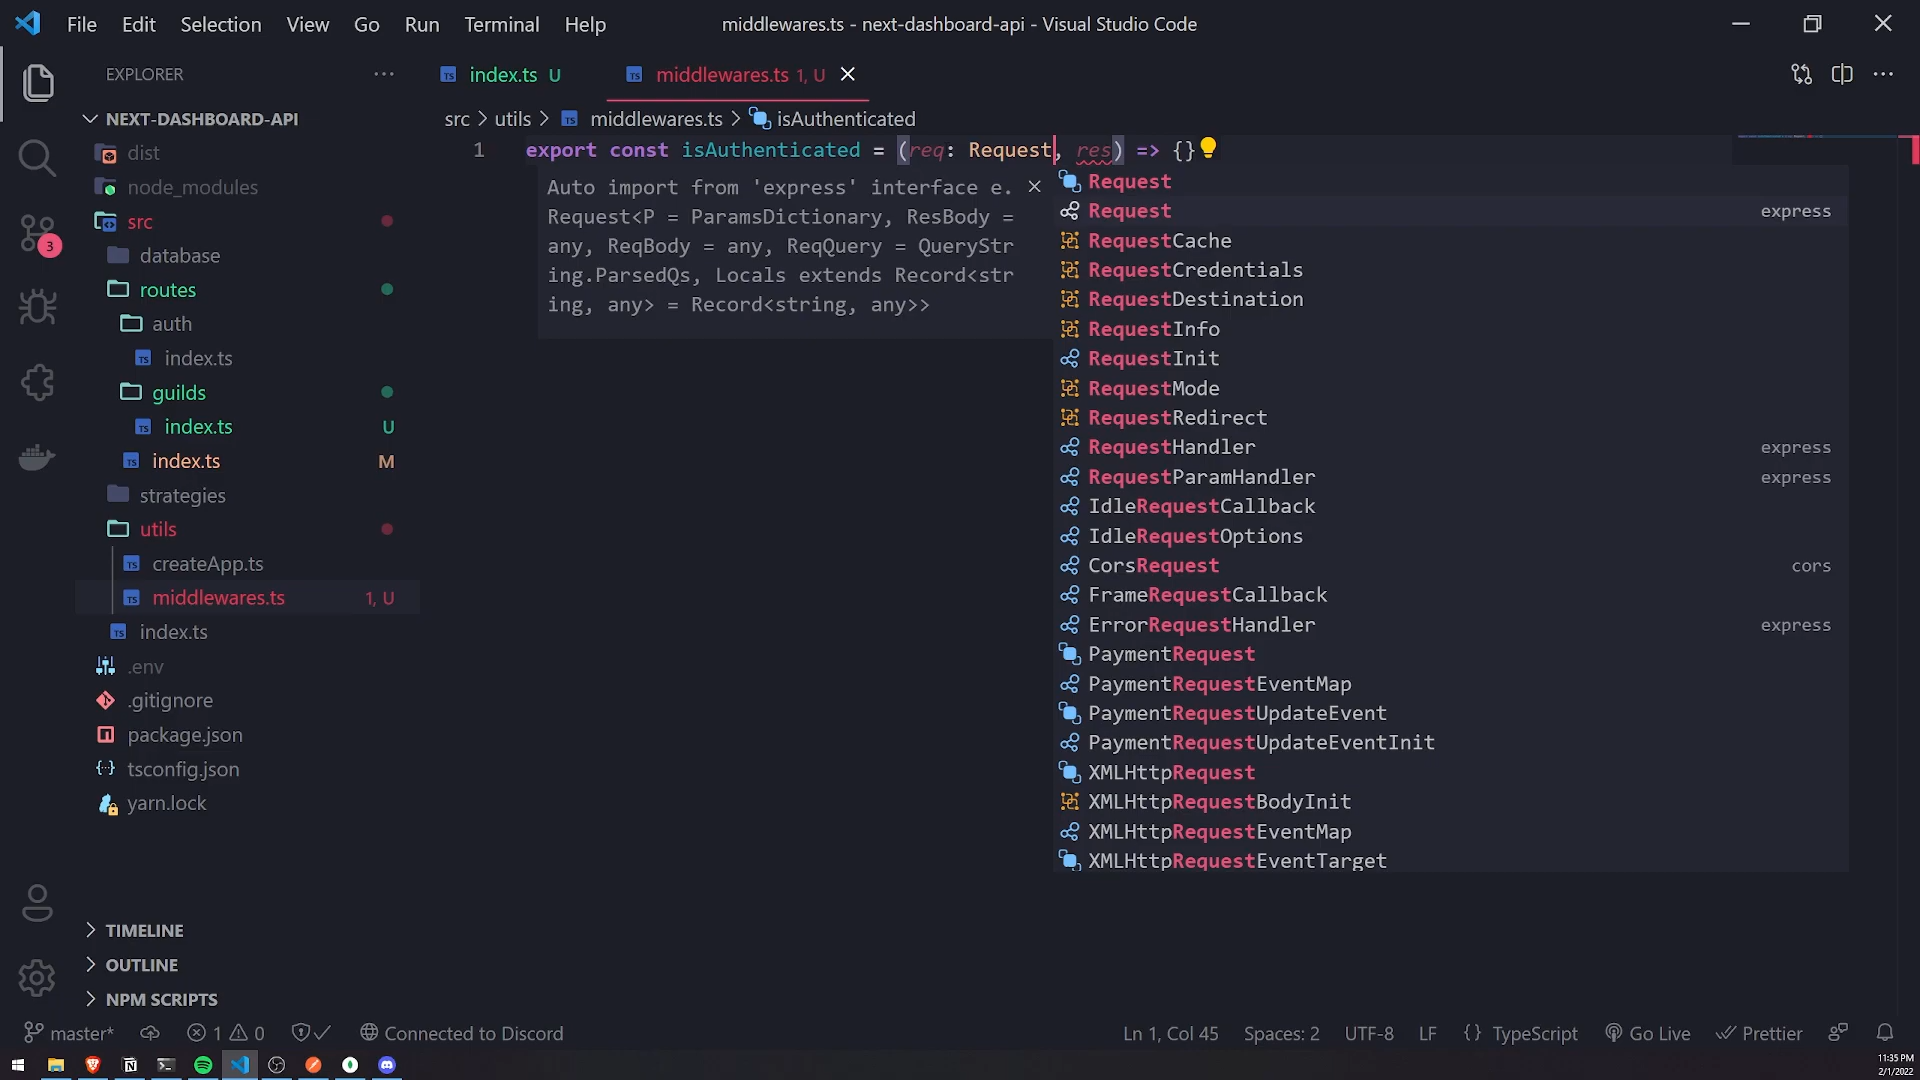 File Edit Selection View Go Run Terminal Help
middlewares.ts - next-dashboard-api - Visual Studio Code
EXPLORER
index.ts U
middlewares.ts 1, U
NEXT-DASHBOARD-API
src > utils > middlewares.ts > isAuthenticated
1 export const isAuthenticated = (req: Request, res) => {}
Auto import from 'express' interface e.
Request<P = ParamsDictionary, ResBody =
any, ReqBody = any, ReqQuery = QueryStr
ing.ParsedQs, Locals extends Record<str
ing, any> = Record<string, any>>
Request
Request express
RequestCache
RequestCredentials
RequestDestination
RequestInfo
RequestInit
RequestMode
RequestRedirect
RequestHandler express
RequestParamHandler express
IdleRequestCallback
IdleRequestOptions
CorsRequest cors
FrameRequestCallback
ErrorRequestHandler express
PaymentRequest
PaymentRequestEventMap
PaymentRequestUpdateEvent
PaymentRequestUpdateEventInit
XMLHttpRequest
XMLHttpRequestBodyInit
XMLHttpRequestEventMap
XMLHttpRequestEventTarget
dist
node_modules
src
database
routes
auth
index.ts
guilds
index.ts U
index.ts M
strategies
utils
createApp.ts
middlewares.ts 1, U
index.ts
.env
.gitignore
package.json
tsconfig.json
yarn.lock
3
TIMELINE
OUTLINE
NPM SCRIPTS
master* 1 0 Connected to Discord
Ln 1, Col 45 Spaces: 2 UTF-8 LF {} TypeScript Go Live Prettier
11:35 PM
2/1/2022